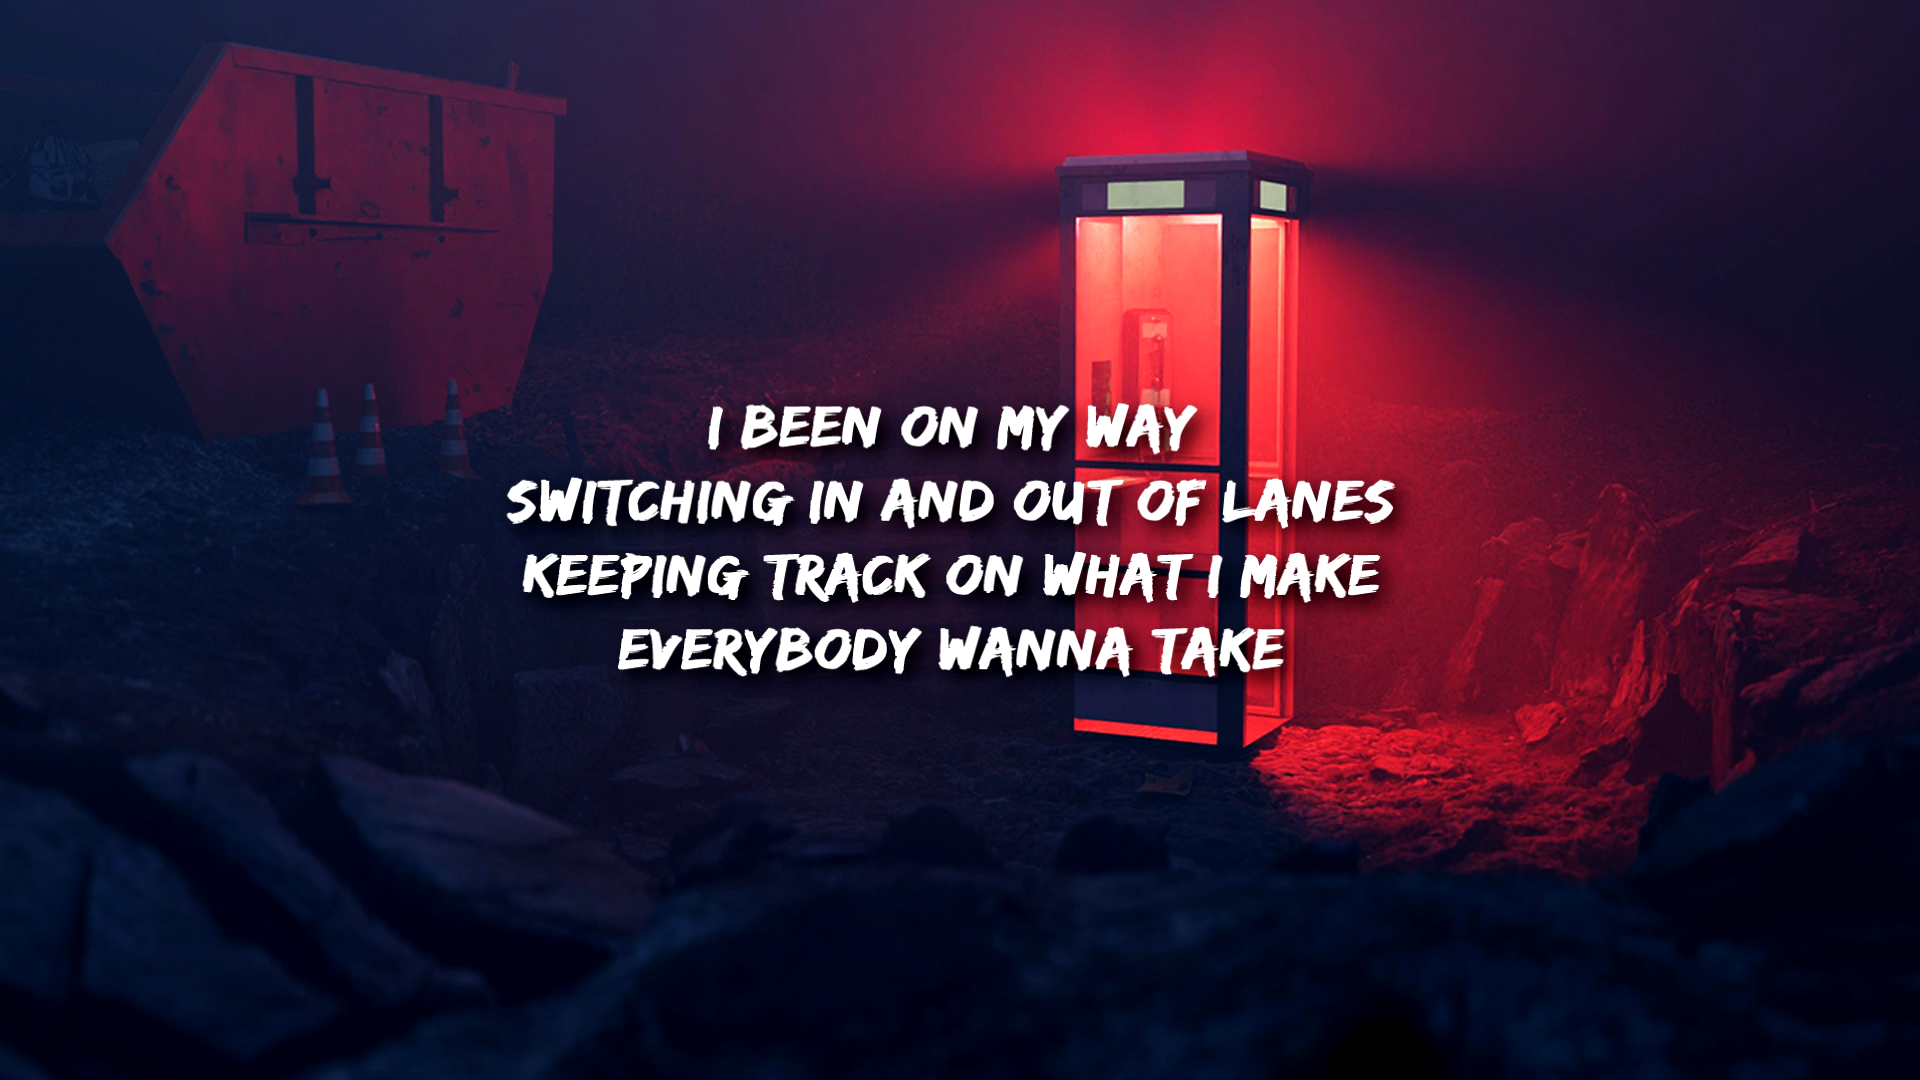 I BEEN ON MY WAY
SWITCHING IN AND OUT OF LANES
KEEPING TRACK ON WHAT I MAKE
EVERYBODY WANNA TAKE